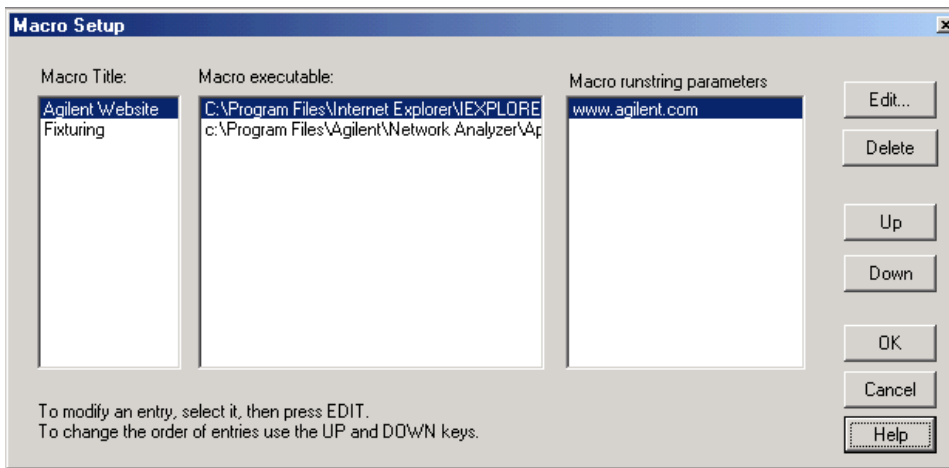 Macro Setup
Macro Title:
Macro executable:
Macro runstring parameters
Agilent Website
Fixturing
C:\Program Files\Internet Explorer\IEXPLORE
c:\Program Files\Agilent\Network Analyzer\Ap
www.agilent.com
Edit...
Delete
Up
Down
OK
Cancel
Help
To modify an entry, select it, then press EDIT.
To change the order of entries use the UP and DOWN keys.